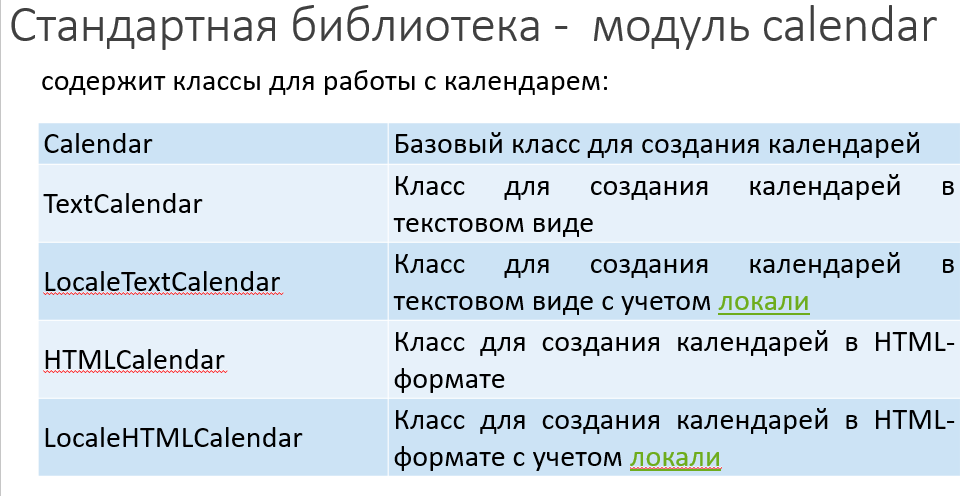 Стандартная библиотека - модуль calendar
содержит классы для работы с календарем:
Calendar
Базовый класс для создания календарей
TextCalendar
Класс для создания календарей в
текстовом виде
LocaleTextCalendar
Класс для создания календарей в
текстовом виде с учетом локали
HTMLCalendar
Класс для создания календарей в HTML-
формате
LocaleHTMLCalendar
Класс для создания календарей в HTML-
формате с учетом локали